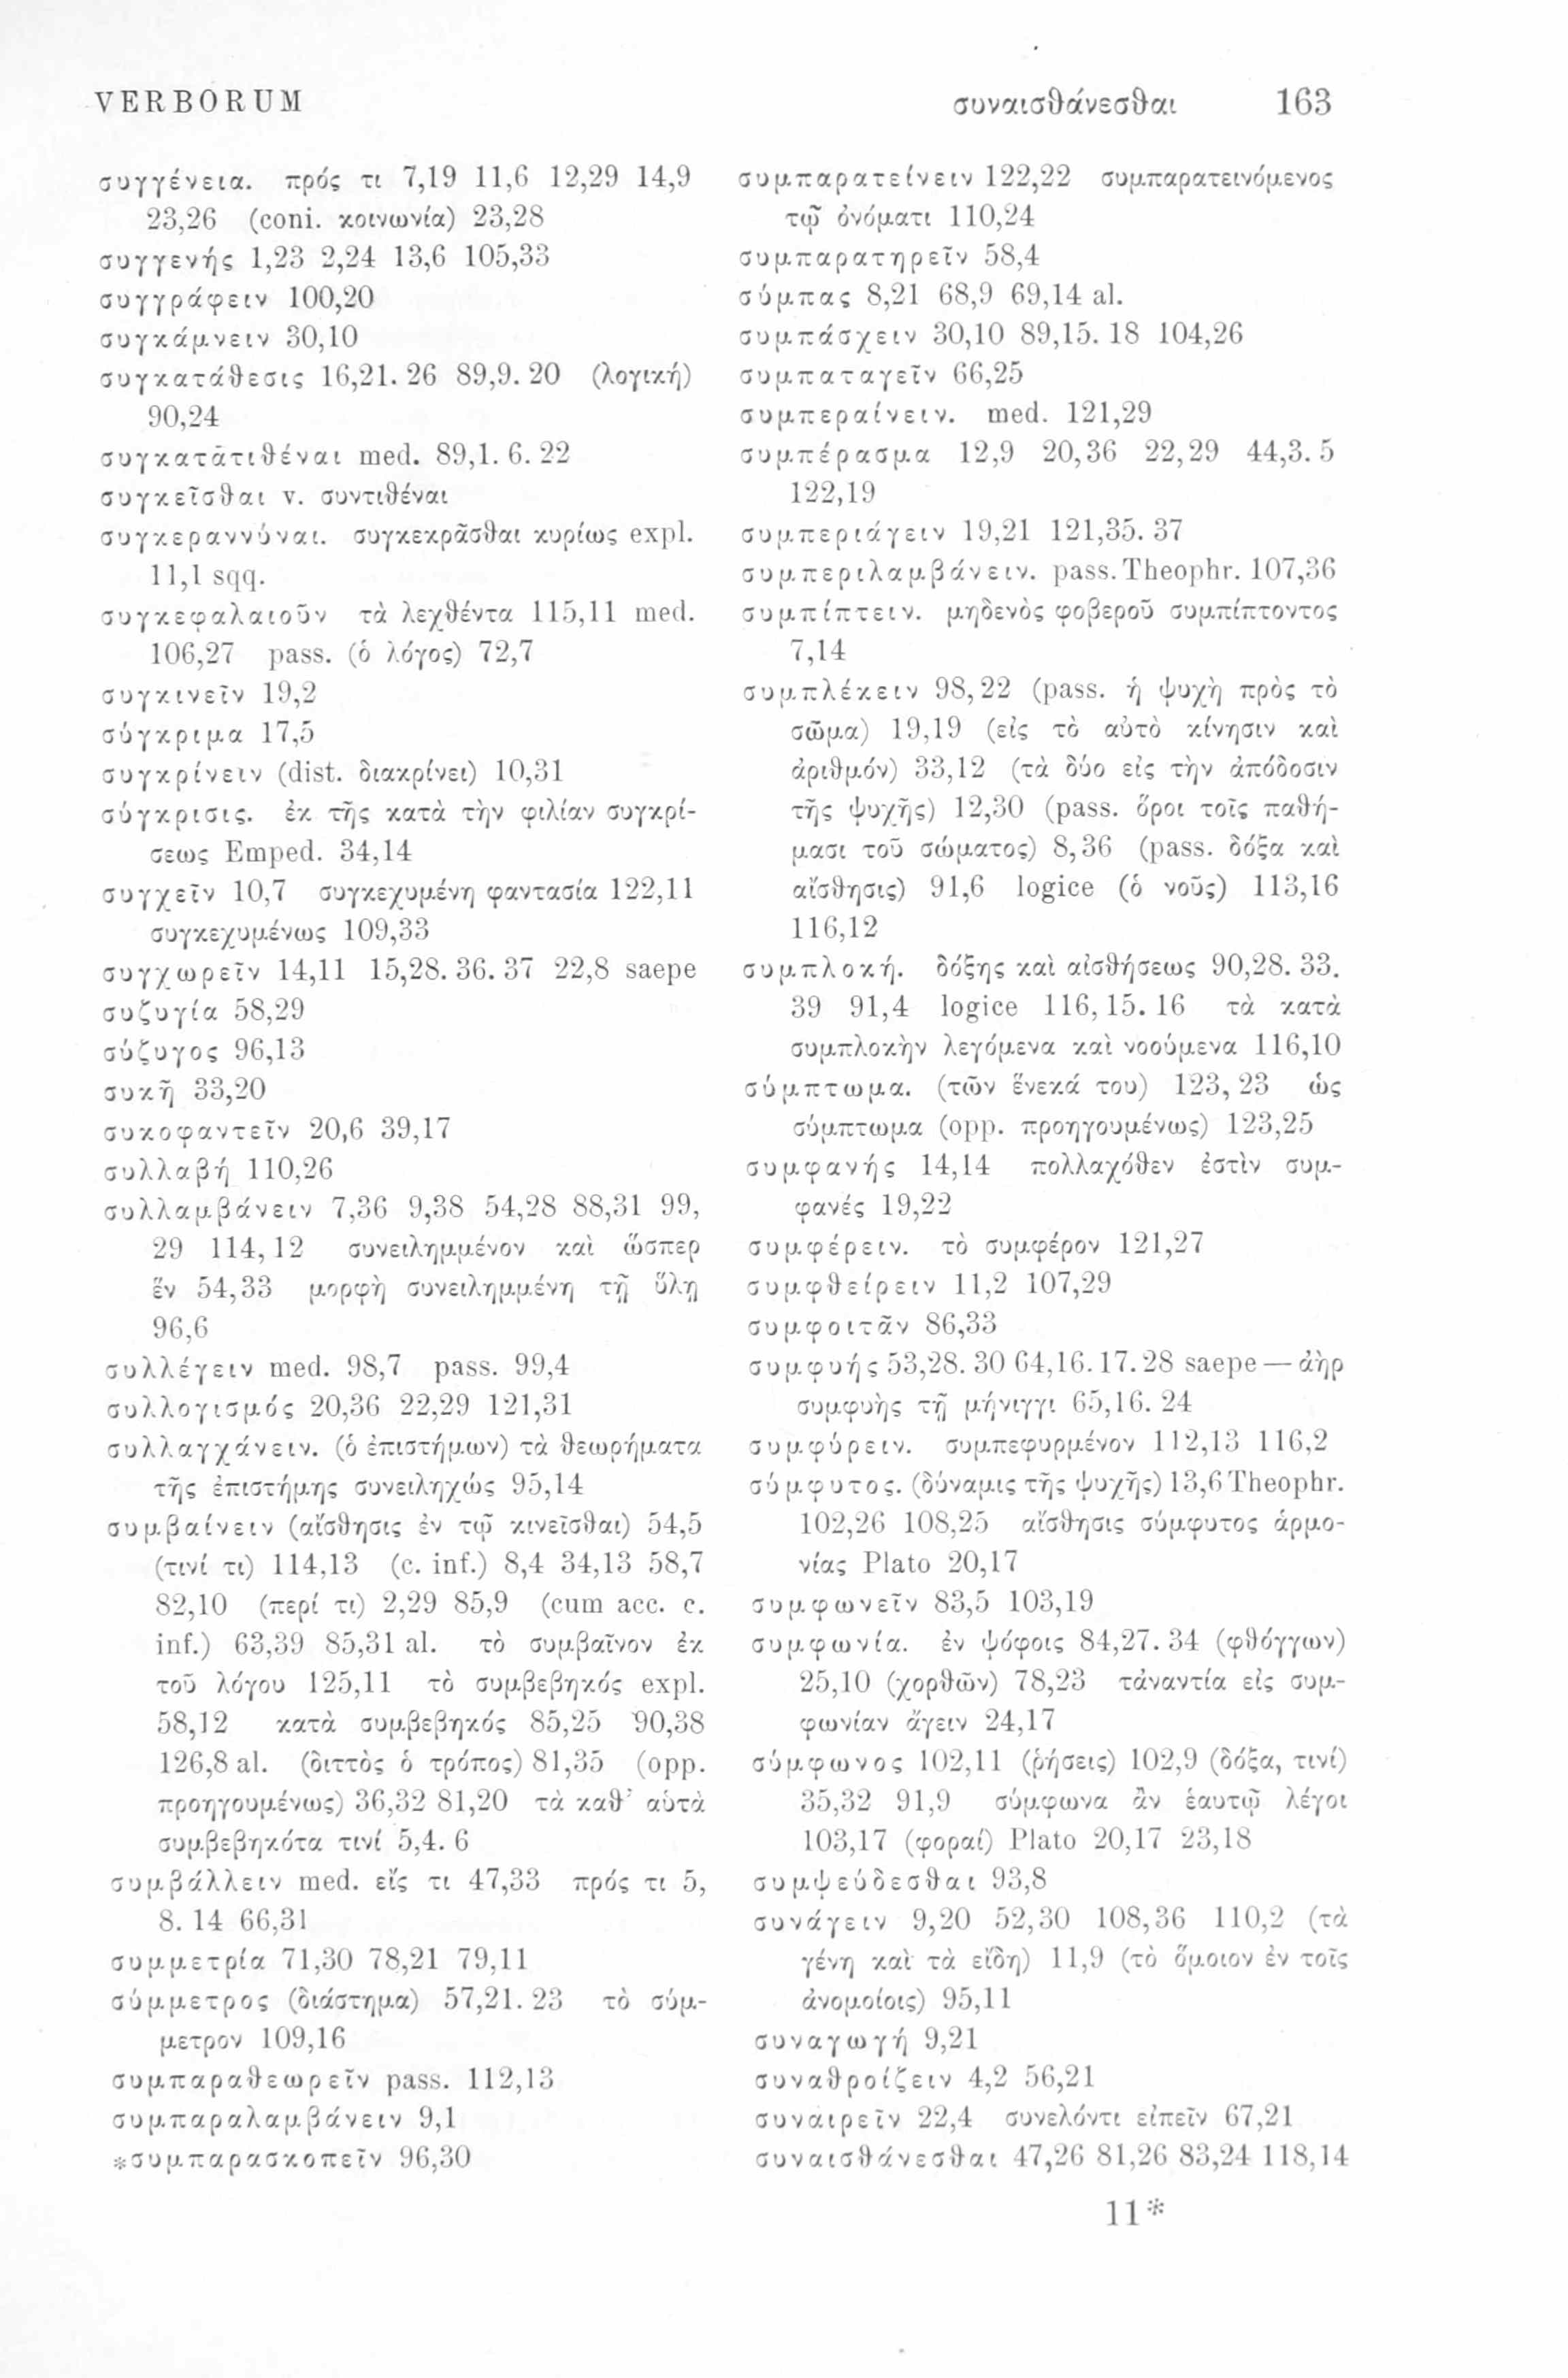 VERBORUM συναισθάνεσθαι 163
συγγένεια. πρός τι 7,19 11,6 12,29 14,9
23,26 (coni. κοινωνία) 23,28
συγγενής 1,23 2,24 13,6 105,33
συγγράφειν 100,20
συγκάμνειν 30,10
συγκατάθεσις 16,21. 26 89,9. 20 (λογική)
90,24
συγκατατιθέναι med. 89,1. 6. 22
συγκεῖσθαι v. συντιθέναι
συγκεραννύναι. συγκεκρᾶσθαι κυρίως expl.
11,1 sqq.
συγκεφαλαιοῦν τὰ λεχθέντα 115,11 med.
106,27 pass. (ὁ λόγος) 72,7
συγκινεῖν 19,2
σύγκριμα 17,5
συγκρίνειν (dist. διακρίνει) 10,31
σύγκρισις. ἐκ τῆς κατὰ τὴν φιλίαν συγκρί-
σεως Emped. 34,14
συγχεῖν 10,7 συγκεχυμένη φαντασία 122,11
συγκεχυμένως 109,33
συγχωρεῖν 14,11 15,28. 36. 37 22,8 saepe
συζυγία 58,29
σύζυγος 96,13
συκῆ 33,20
συκοφαντεῖν 20,6 39,17
συλλαβή 110,26
συλλαμβάνειν 7,36 9,38 54,28 88,31 99,
29 114,12 συνειλημμένον καὶ ὥσπερ
ἕν 54,33 μορφὴ συνειλημμένη τῇ ὕλῃ
96,6
συλλέγειν med. 98,7 pass. 99,4
συλλογισμός 20,36 22,29 121,31
συλλαγχάνειν. (ὁ ἐπιστήμων) τὰ θεωρήματα
τῆς ἐπιστήμης συνειληχώς 95,14
συμβαίνειν (αἴσθησις ἐν τῷ κινεῖσθαι) 54,5
(τινί τι) 114,13 (c. inf.) 8,4 34,13 58,7
82,10 (περί τι) 2,29 85,9 (cum acc. c.
inf.) 63,39 85,31 al. τὸ συμβαῖνον ἐκ
τοῦ λόγου 125,11 τὸ συμβεβηκός expl.
58,12 κατὰ συμβεβηκός 85,25 90,38
126,8 al. (διττὸς ὁ τρόπος) 81,35 (opp.
προηγουμένως) 36,32 81,20 τὰ καθ’ αὑτὰ
συμβεβηκότα τινί 5,4. 6
συμβάλλειν med. εἴς τι 47,33 πρός τι 5,
8. 14 66,31
συμμετρία 71,30 78,21 79,11
σύμμετρος (διάστημα) 57,21. 23 τὸ σύμ-
μετρον 109,16
συμπαραθεωρεῖν pass. 112,13
συμπαραλαμβάνειν 9,1
*συμπαρασκοπεῖν 96,30
συμπαρατείνειν 122,22 συμπαρατεινόμενος
τῷ ὀνόματι 110,24
συμπαρατηρεῖν 58,4
σύμπας 8,21 68,9 69,14 al.
συμπάσχειν 30,10 89,15. 18 104,26
συμπαταγεῖν 66,25
συμπεραίνειν. med. 121,29
συμπέρασμα 12,9 20,36 22,29 44,3. 5
122,19
συμπεριάγειν 19,21 121,35. 37
συμπεριλαμβάνειν. pass. Theophr. 107,36
συμπίπτειν. μηδενὸς φοβεροῦ συμπίπτοντος
7,14
συμπλέκειν 98,22 (pass. ἡ ψυχὴ πρὸς τὸ
σῶμα) 19,19 (εἰς τὸ αὐτὸ κίνησιν καὶ
ἀριθμόν) 33,12 (τὰ δύο εἰς τὴν ἀπόδοσιν
τῆς ψυχῆς) 12,30 (pass. ὅροι τοῖς παθή-
μασι τοῦ σώματος) 8,36 (pass. δόξα καὶ
αἴσθησις) 91,6 logice (ὁ νοῦς) 113,16
116,12
συμπλοκή. δόξης καὶ αἰσθήσεως 90,28. 33.
39 91,4 logice 116,15. 16 τὰ κατὰ
συμπλοκὴν λεγόμενα καὶ νοούμενα 116,10
σύμπτωμα. (τῶν ἕνεκά του) 123,23 ὡς
σύμπτωμα (opp. προηγουμένως) 123,25
συμφανής 14,14 πολλαχόθεν ἐστὶν συμ-
φανές 19,22
συμφέρειν. τὸ συμφέρον 121,27
συμφθείρειν 11,2 107,29
συμφοιτᾶν 86,33
συμφυής 53,28. 30 64,16. 17. 28 saepe — ἀὴρ
συμφυὴς τῇ μήνιγγι 65,16. 24
συμφύρειν. συμπεφυρμένον 112,13 116,2
σύμφυτος. (δύναμις τῆς ψυχῆς) 13,6 Theophr.
102,26 108,25 αἴσθησις σύμφυτος ἁρμο-
νίας Plato 20,17
συμφωνεῖν 83,5 103,19
συμφωνία. ἐν ψόφοις 84,27. 34 (φθόγγων)
25,10 (χορθῶν) 78,23 τἀναντία εἰς συμ-
φωνίαν ἄγειν 24,17
σύμφωνος 102,11 (ῥήσεις) 102,9 (δόξα, τινί)
35,32 91,9 σύμφωνα ἂν ἑαυτῷ λέγοι
103,17 (φοραί) Plato 20,17 23,18
συμψεύδεσθαι 93,8
συνάγειν 9,20 52,30 108,36 110,2 (τὰ
γένη καὶ τὰ εἴδη) 11,9 (τὸ ὅμοιον ἐν τοῖς
ἀνομοίοις) 95,11
συναγωγή 9,21
συναθροίζειν 4,2 56,21
συναιρεῖν 22,4 συνελόντι εἰπεῖν 67,21
συναισθάνεσθαι 47,26 81,26 83,24 118,14
11*